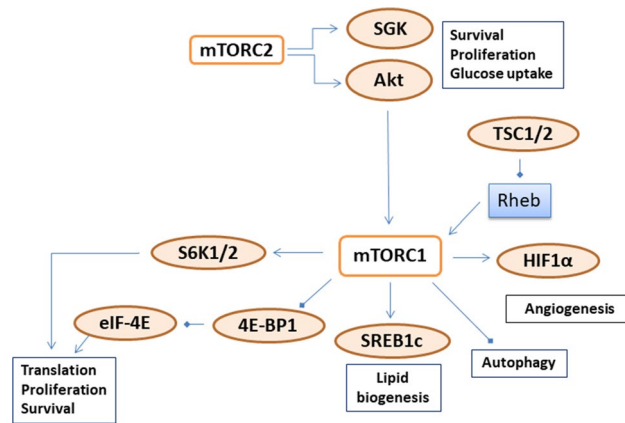 SGK
mTORC2
Akt
Survival
Proliferation
Glucose uptake
TSC1/2
Rheb
S6K1/2
mTORC1
HIF1α
Angiogenesis
eIF-4E
4E-BP1
SREB1c
Autophagy
Translation
Proliferation
Survival
Lipid
biogenesis